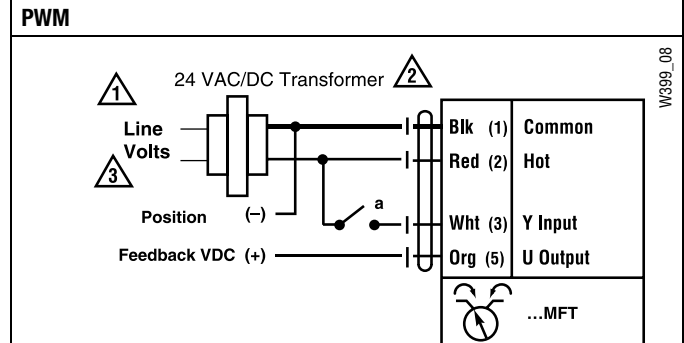 PWM
W399_08
1
24 VAC/DC Transformer
2
Line
Volts
3
Blk (1) Common
Red (2) Hot
a
Position (–)
Wht (3) Y Input
Feedback VDC (+)
Org (5) U Output
...MFT